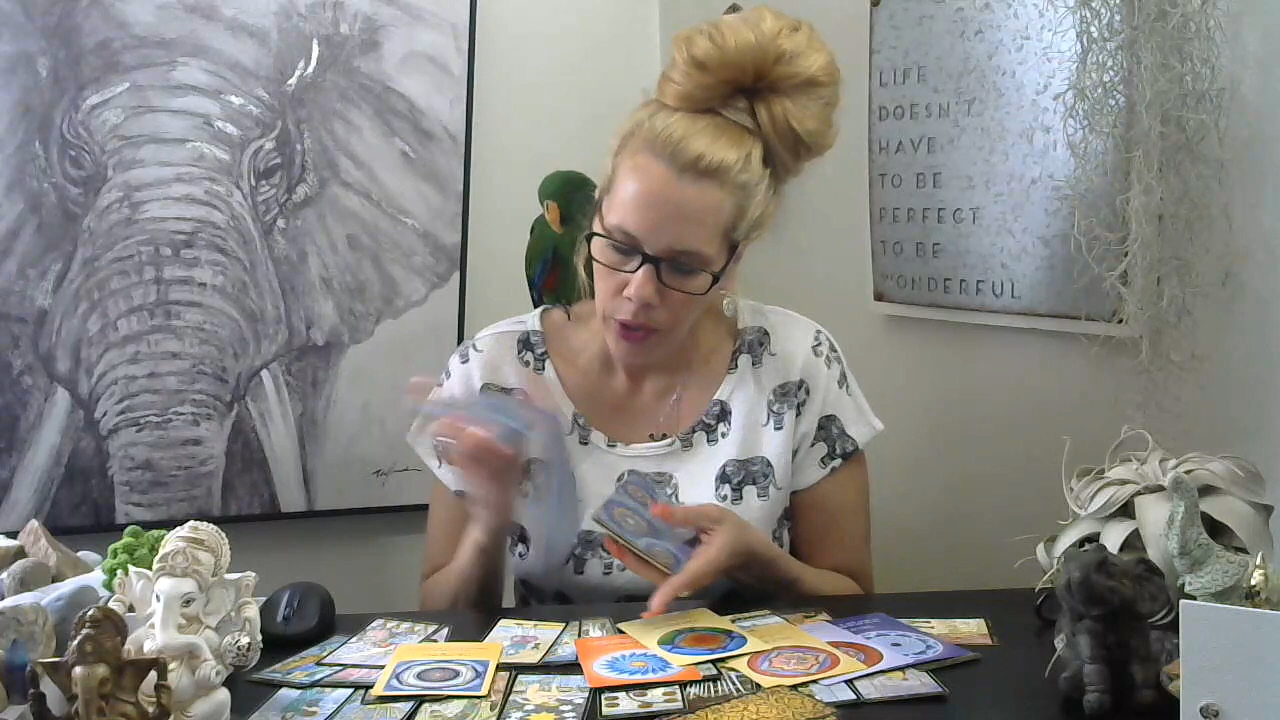 LIFE
DOESN'T
HAVE
TO BE
PERFECT
TO BE
WONDERFUL